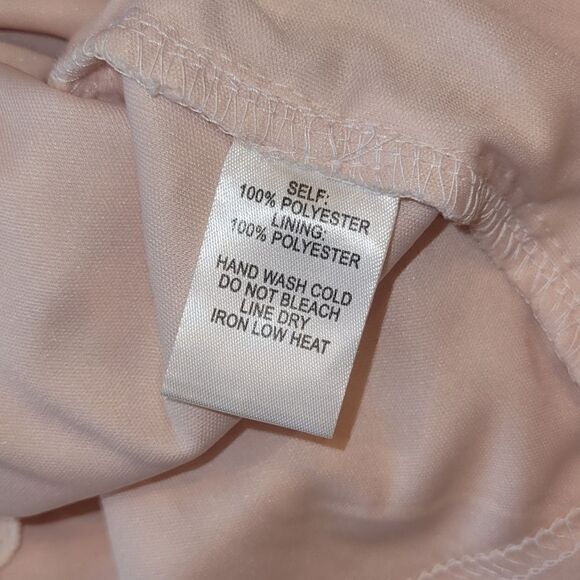 SELF:
100% POLYESTER
LINING:
100% POLYESTER
HAND WASH COLD
DO NOT BLEACH
LINE DRY
IRON LOW HEAT